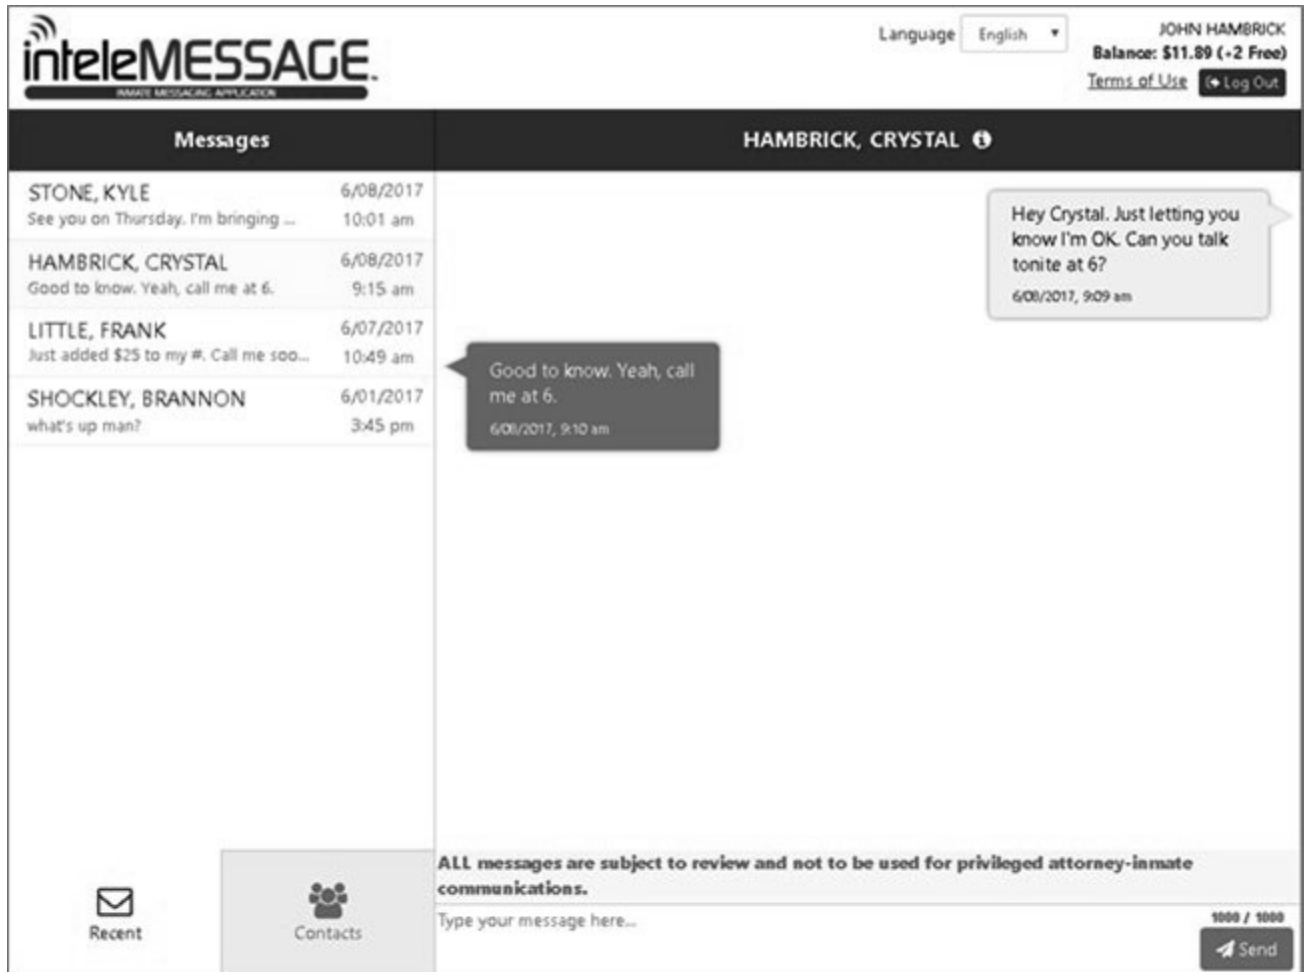 inteleMESSAGE.
INMATE MESSAGING APPLICATION
Language English
JOHN HAMBRICK
Balance: $11.89 (+2 Free)
Terms of Use Log Out
Messages
HAMBRICK, CRYSTAL
STONE, KYLE 6/08/2017
See you on Thursday. I'm bringing ... 10:01 am
HAMBRICK, CRYSTAL 6/08/2017
Good to know. Yeah, call me at 6. 9:15 am
LITTLE, FRANK 6/07/2017
Just added $25 to my #. Call me soo... 10:49 am
SHOCKLEY, BRANNON 6/01/2017
what's up man? 3:45 pm
Hey Crystal. Just letting you
know I'm OK. Can you talk
tonite at 6?
6/08/2017, 9:09 am
Good to know. Yeah, call
me at 6.
6/08/2017, 9:10 am
Recent
Contacts
ALL messages are subject to review and not to be used for privileged attorney-inmate
communications.
Type your message here...
1000 / 1000
Send